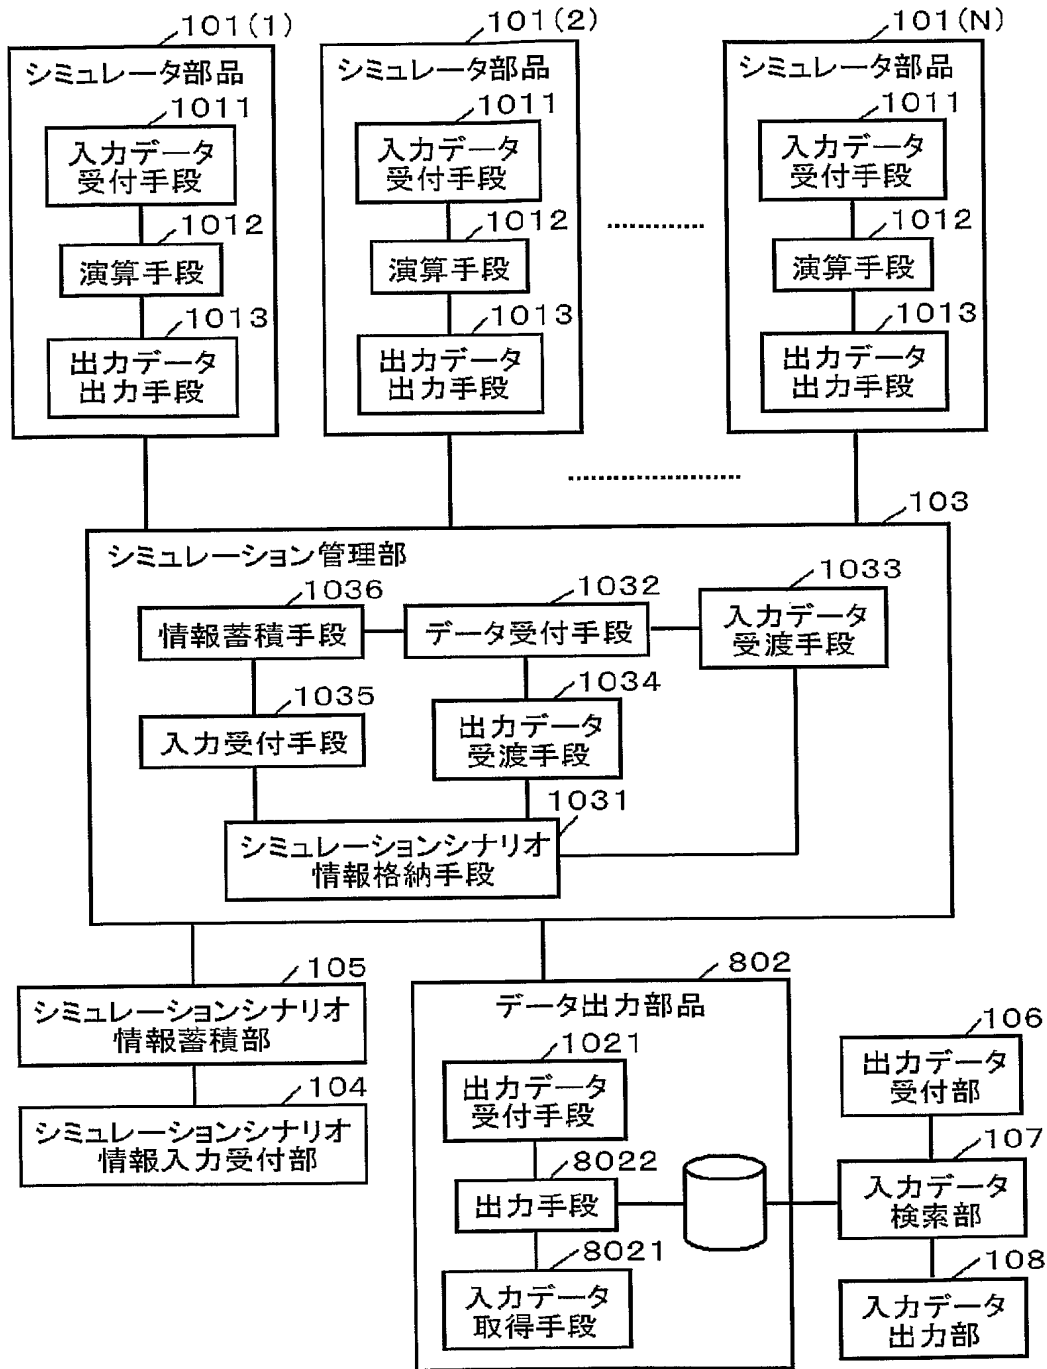 101(1)
シミュレータ部品
1011
入力データ
受付手段
1012
演算手段
1013
出力データ
出力手段
101(2)
シミュレータ部品
1011
入力データ
受付手段
1012
演算手段
1013
出力データ
出力手段
101(N)
シミュレータ部品
1011
入力データ
受付手段
1012
演算手段
1013
出力データ
出力手段
103
シミュレーション管理部
1036
情報蓄積手段
1032
データ受付手段
1033
入力データ
受渡手段
1035
入力受付手段
1034
出力データ
受渡手段
1031
シミュレーションシナリオ
情報格納手段
105
シミュレーションシナリオ
情報蓄積部
104
シミュレーションシナリオ
情報入力受付部
802
データ出力部品
1021
出力データ
受付手段
8022
出力手段
8021
入力データ
取得手段
106
出力データ
受付部
107
入力データ
検索部
108
入力データ
出力部